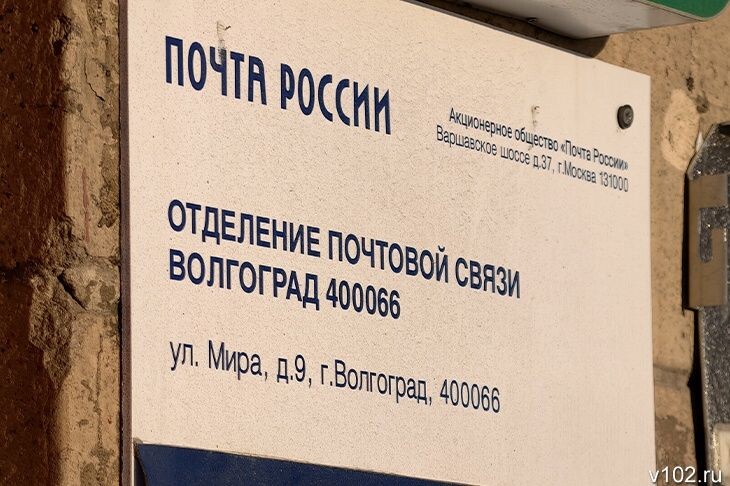 ПОЧТА РОССИИ
Акционерное общество «Почта России»
Варшавское шоссе д.37, г.Москва 131000
ОТДЕЛЕНИЕ ПОЧТОВОЙ СВЯЗИ
ВОЛГОГРАД 400066
ул. Мира, д.9, г.Волгоград, 400066
v102.ru